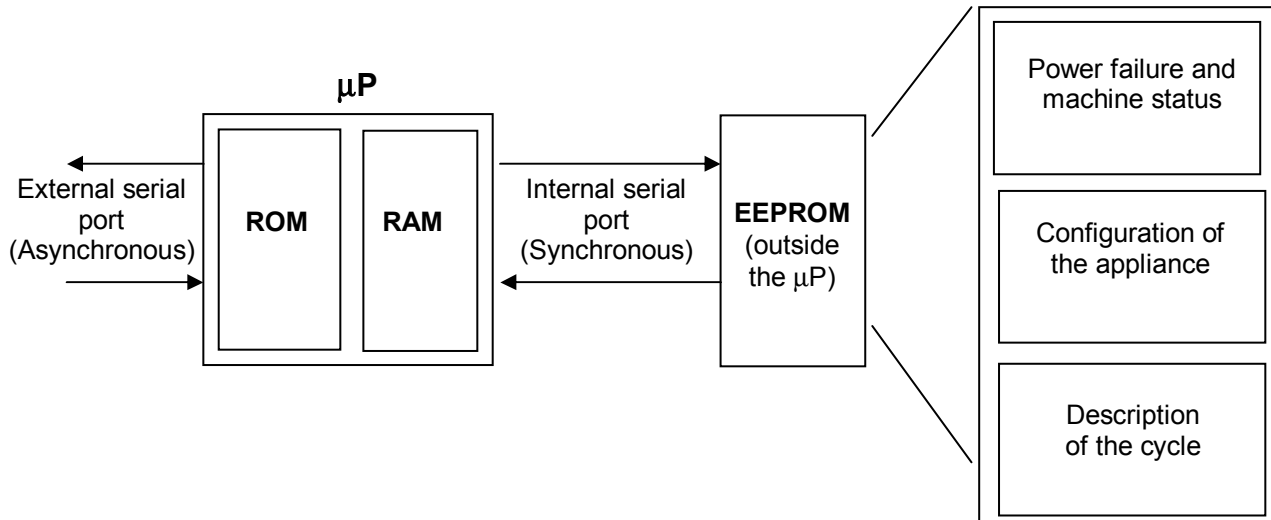 μP
External serial
port
(Asynchronous)
ROM
RAM
Internal serial
port
(Synchronous)
EEPROM
(outside
the μP)
Power failure and
machine status
Configuration of
the appliance
Description
of the cycle